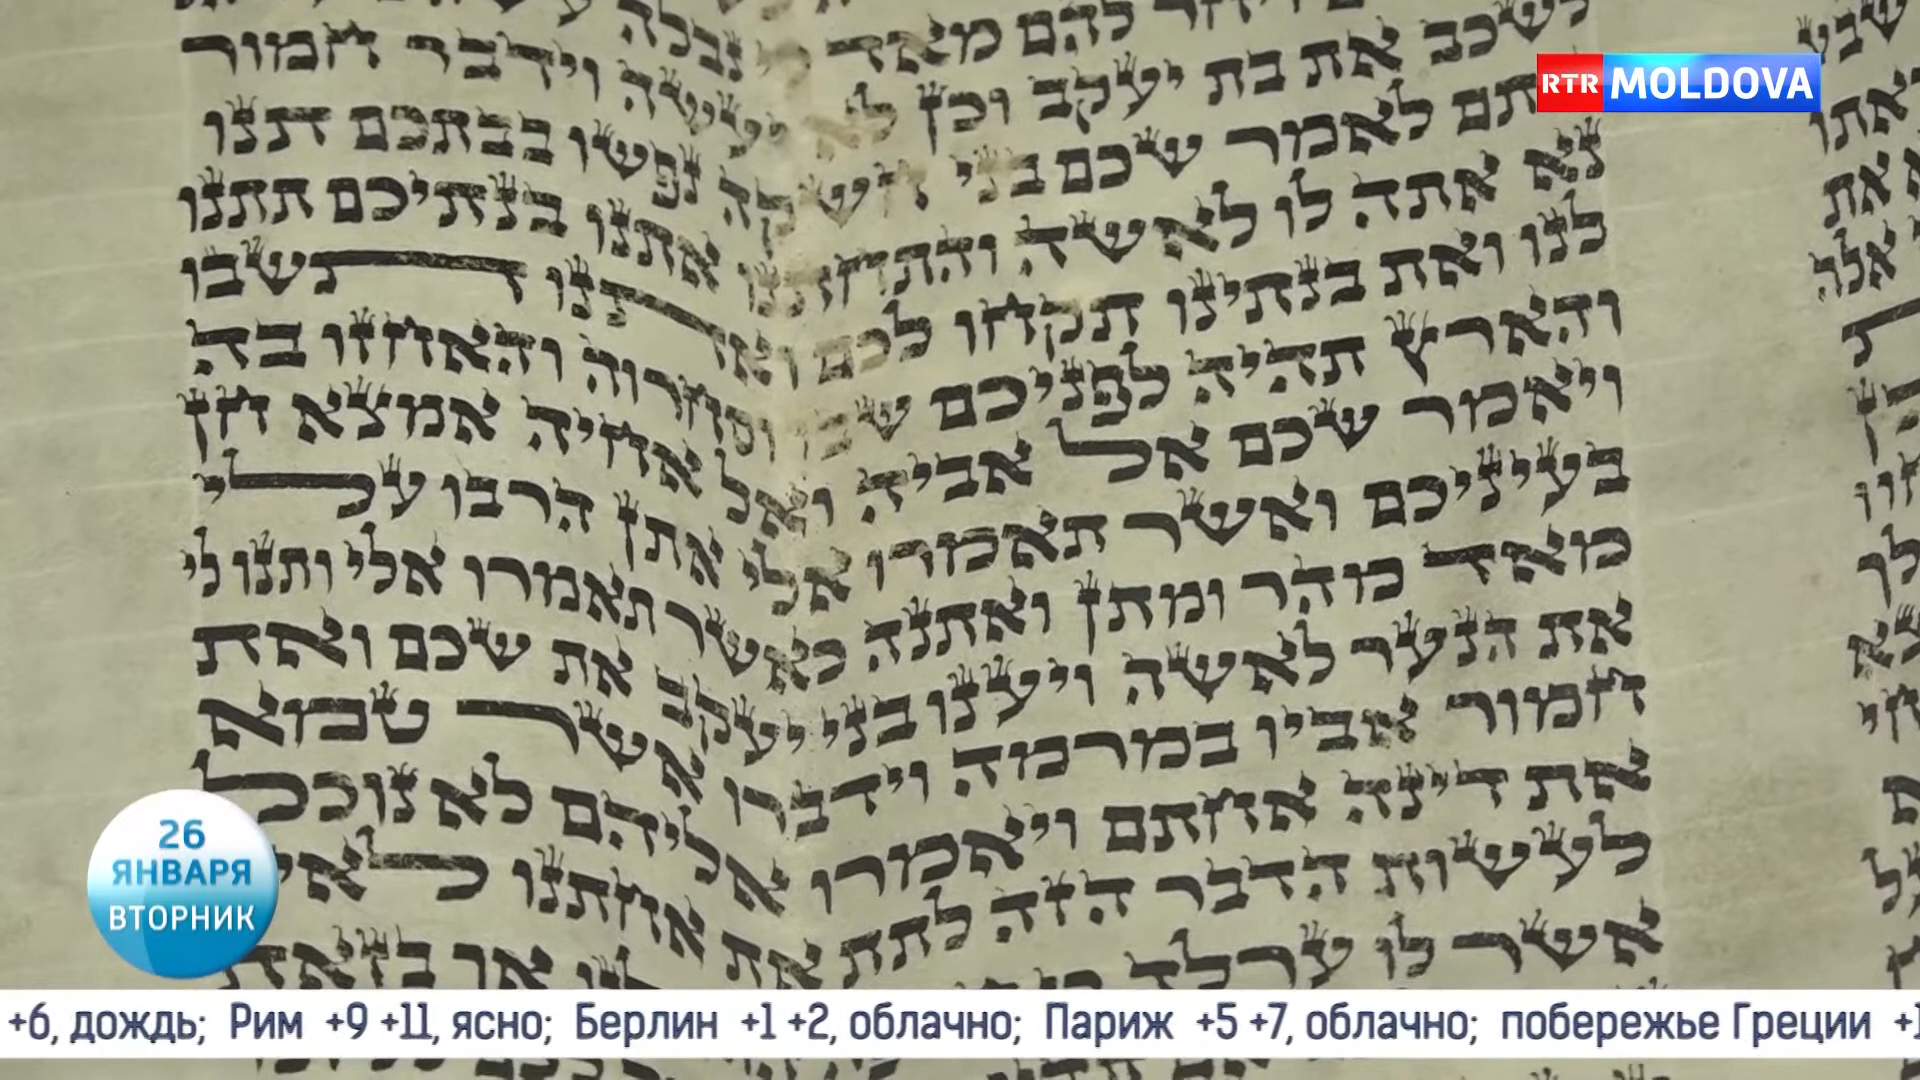 להם מאד נבלה
לשכב את בת יעקב וכן לא יעשה וידבר חמור
שכם בני חשקה נפשו בבתכם תנו לאמר
נא אתה לו לאשה והתחתנו אתנו בנתיכם תתנו
לנו ואת בנתינו תקחו לכם ואתנו תשבו
והארץ תהיה לפניכם שבו וסחרוה והאחזו בה
ויאמר שכם אל אביה ואל אחיה אמצא חן
בעיניכם ואשר תאמרו אלי אתן הרבו עלי
מאד מהר ומתן ואתנה כאשר תאמרו אלי ותנו לי
את הנער לאשה ויענו בני יעקב את שכם ואת
חמור אביו במרמה וידברו אשר טמא
את דינה אחתם ויאמרו אליהם לא נוכל
לעשות הדבר הזה לתת את אחתנו
אשר לו ערלה אך בזאת
RTR MOLDOVA
26
ЯНВАРЯ
ВТОРНИК
+6, дождь; Рим +9 +11, ясно; Берлин +1 +2, облачно; Париж +5 +7, облачно; побережье Греции